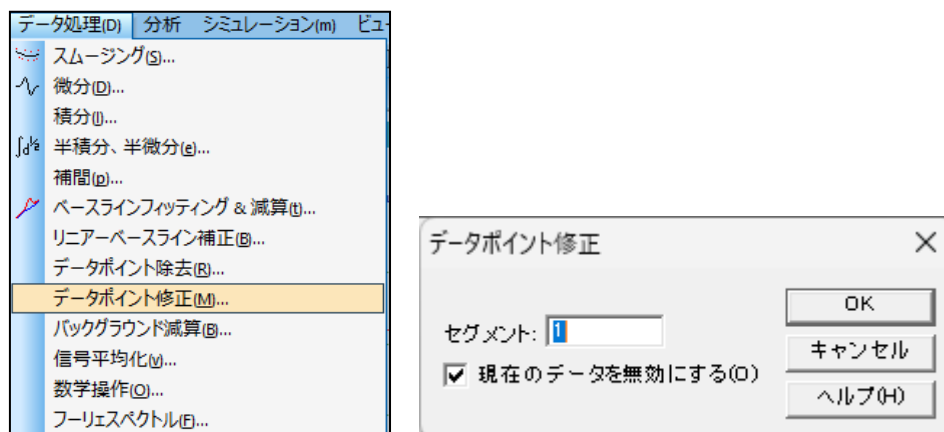 データ処理(D) 分析 シミュレーション(m) ビュー
スムージング(S)...
微分(D)...
積分(I)...
半積分、半微分(e)...
補間(p)...
ベースラインフィッティング & 減算(t)...
リニアーベースライン補正(B)...
データポイント除去(R)...
データポイント修正(M)...
バックグラウンド減算(B)...
信号平均化(v)...
数学操作(O)...
フーリェスペクトル(F)...
データポイント修正
セグメント: 1
現在のデータを無効にする(O)
OK
キャンセル
ヘルプ(H)